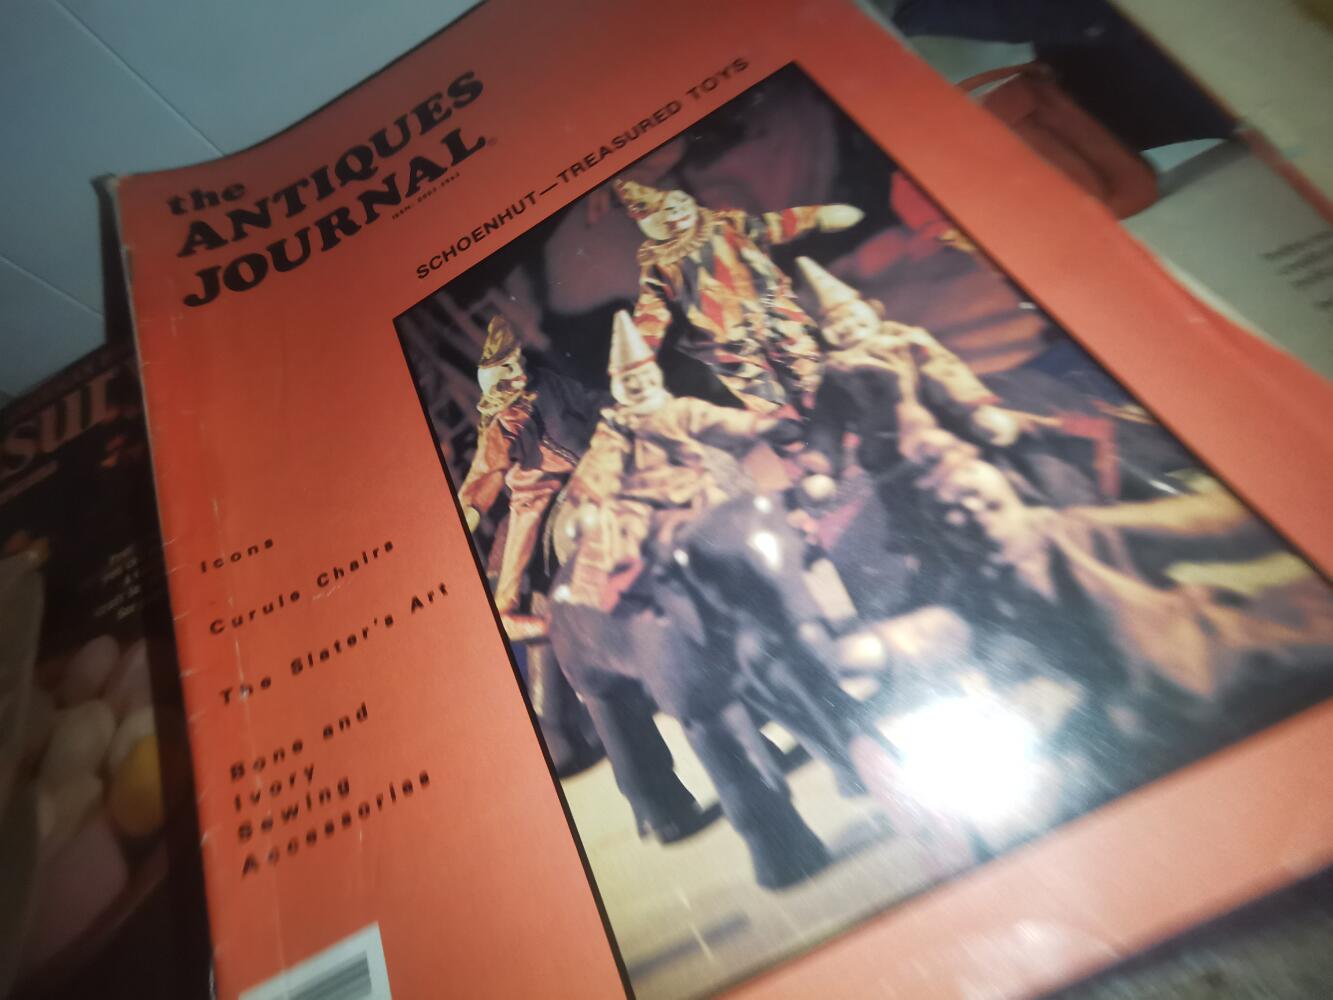 the
ANTIQUES
JOURNAL
SCHOENHUT—TREASURED TOYS
Icons
Curule Chairs
The Slater's Art
Bone and
Ivory
Sewing
Accessories